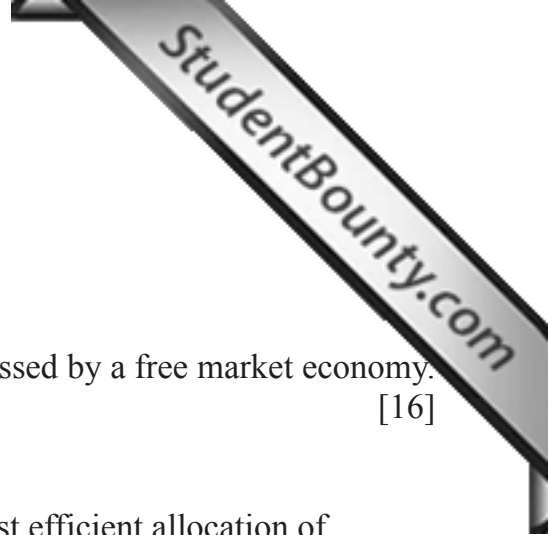 StudentBounty.com
ssed by a free market economy.
[16]
st efficient allocation of